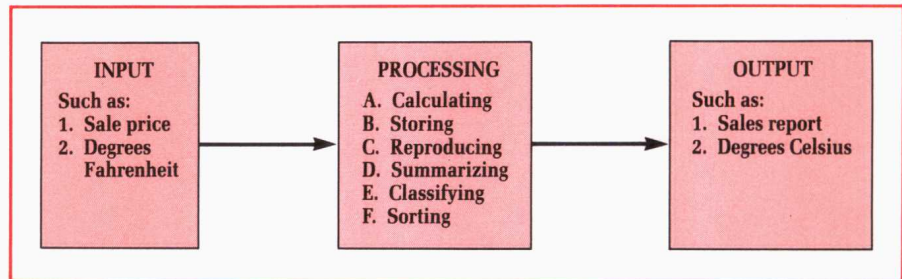 INPUT
Such as:
1. Sale price
2. Degrees
Fahrenheit
PROCESSING
A. Calculating
B. Storing
C. Reproducing
D. Summarizing
E. Classifying
F. Sorting
OUTPUT
Such as:
1. Sales report
2. Degrees Celsius